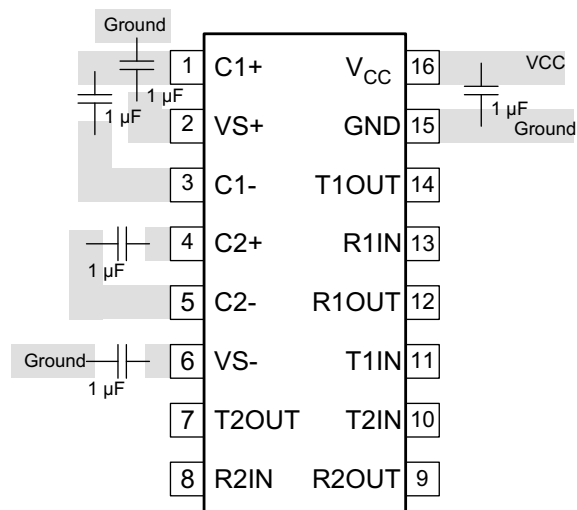 Ground
1 C1+ VCC 16 VCC
1 µF
1 µF
1 µF
2 VS+ GND 15 Ground
3 C1- T1OUT 14
4 C2+ R1IN 13
1 µF
5 C2- R1OUT 12
Ground 6 VS- T1IN 11
1 µF
7 T2OUT T2IN 10
8 R2IN R2OUT 9